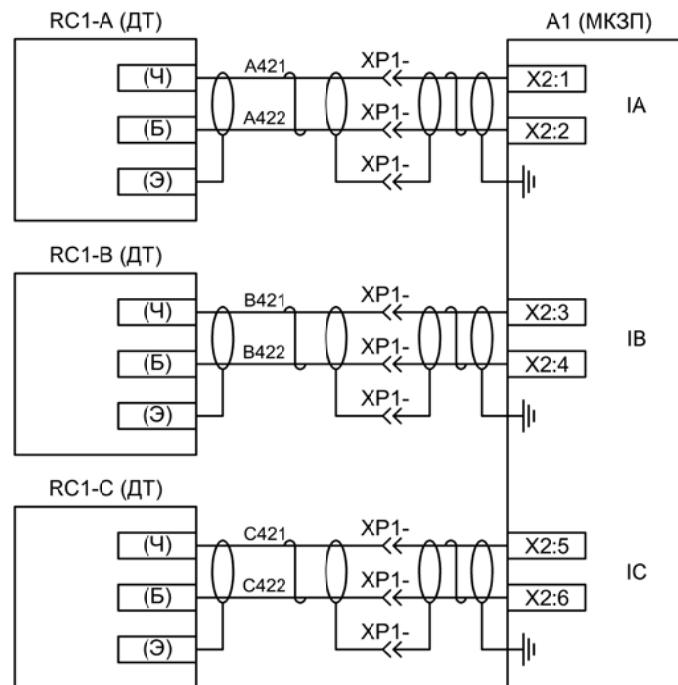 RC1-A (ДТ) A1 (МКЗП)
(Ч) A421 XP1- X2:1
IA
(Б) A422 XP1- X2:2
(Э) XP1-
RC1-B (ДТ)
(Ч) B421 XP1- X2:3
IB
(Б) B422 XP1- X2:4
(Э) XP1-
RC1-C (ДТ)
(Ч) C421 XP1- X2:5
IC
(Б) C422 XP1- X2:6
(Э) XP1-